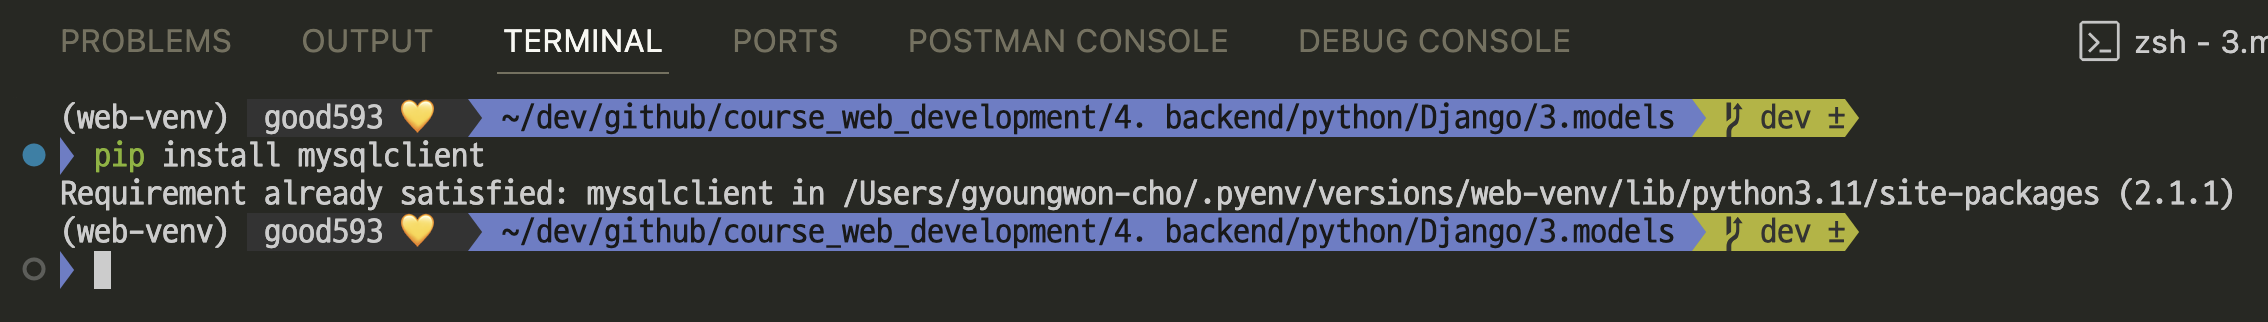 PROBLEMS OUTPUT TERMINAL PORTS POSTMAN CONSOLE DEBUG CONSOLE zsh - 3.m
(web-venv) good593 💛 ~/dev/github/course_web_development/4. backend/python/Django/3.models dev ±
pip install mysqlclient
Requirement already satisfied: mysqlclient in /Users/gyoungwon-cho/.pyenv/versions/web-venv/lib/python3.11/site-packages (2.1.1)
(web-venv) good593 💛 ~/dev/github/course_web_development/4. backend/python/Django/3.models dev ±